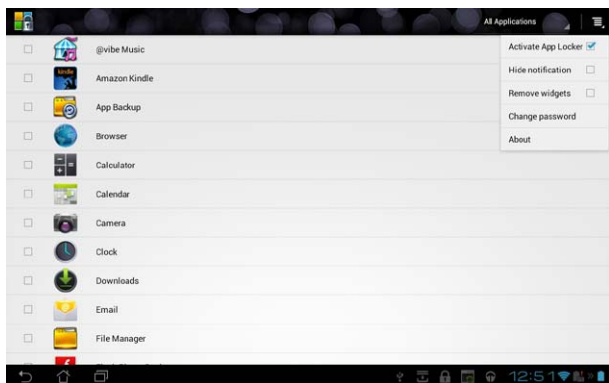 All Applications
@vibe Music
Activate App Locker
Hide notification
Amazon Kindle
kindle
Remove widgets
App Backup
Change password
Browser
About
Calculator
Calendar
Camera
Clock
Downloads
Email
File Manager
12:51